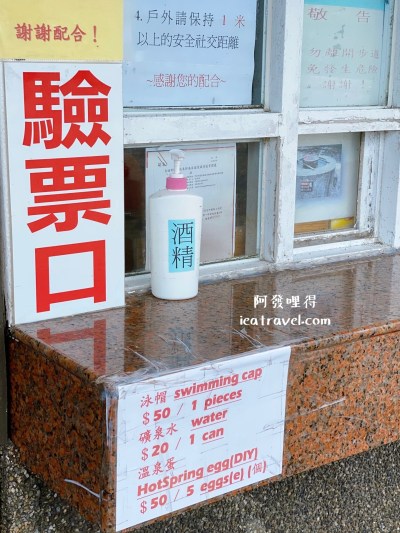 謝謝配合！
4.戶外請保持 1 米
以上的安全社交距離
~感謝您的配合~
敬告
驗票口
酒精
阿發哩得
icatravel.com
泳帽 swimming cap
$50 / 1 pieces
礦泉水 water
$20 / 1 can
溫泉蛋
HotSpring egg(DIY)
$50 / 5 eggs(e) (個)